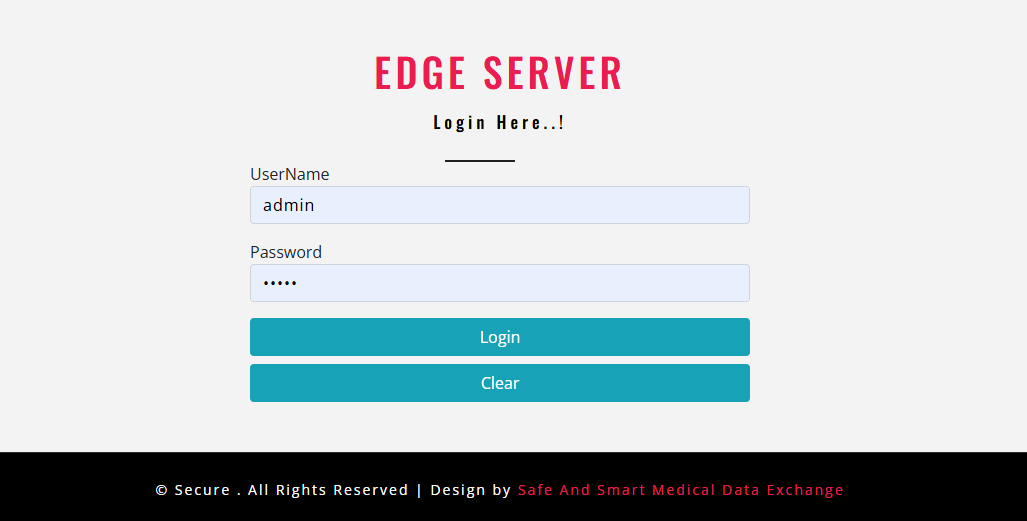 EDGE SERVER
Login Here..!
UserName
admin
Password
•••••
Login
Clear
© Secure . All Rights Reserved | Design by Safe And Smart Medical Data Exchange